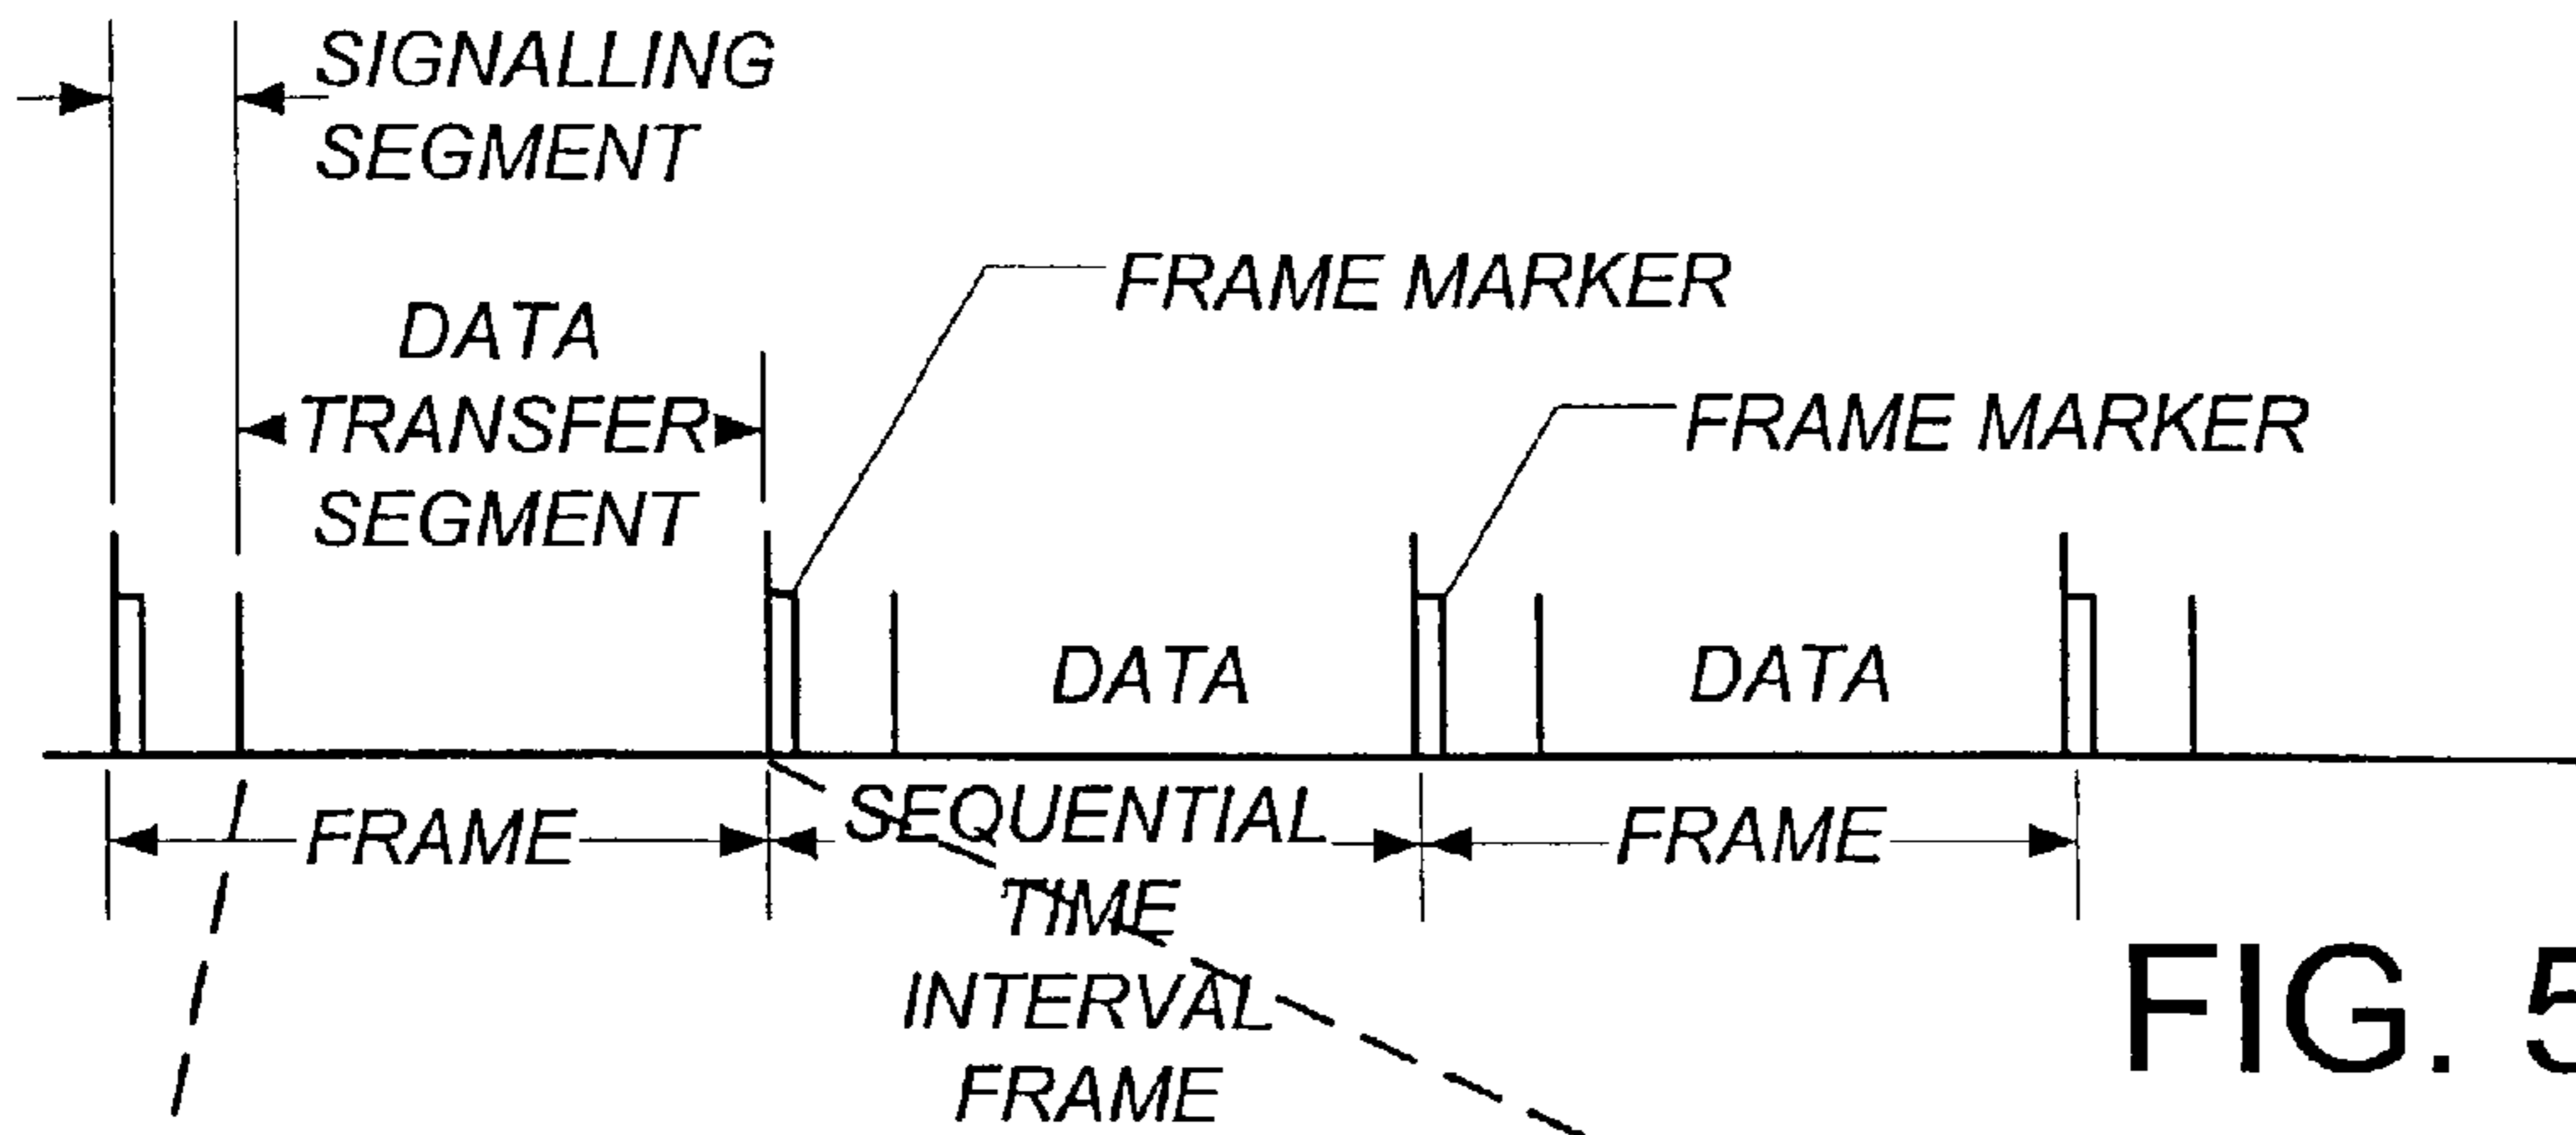 SIGNALLING
SEGMENT
DATA
TRANSFER
SEGMENT
FRAME MARKER
FRAME MARKER
DATA
DATA
FRAME
SEQUENTIAL
TIME
INTERVAL
FRAME
FRAME
FIG. 5